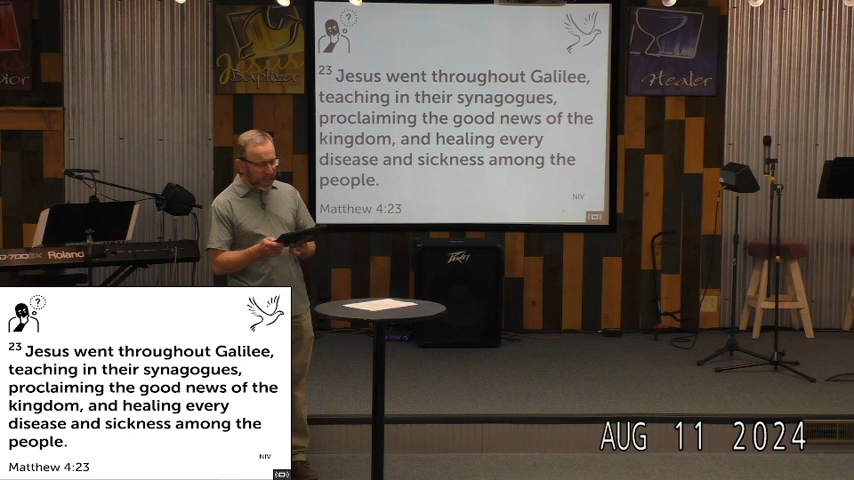 Jesus
Baptizer
Healer
?
23 Jesus went throughout Galilee,
teaching in their synagogues,
proclaiming the good news of the
kingdom, and healing every
disease and sickness among the
people.
NIV
Matthew 4:23
Roland
PEAVEY
?
23 Jesus went throughout Galilee,
teaching in their synagogues,
proclaiming the good news of the
kingdom, and healing every
disease and sickness among the
people.
NIV
Matthew 4:23
AUG 11 2024